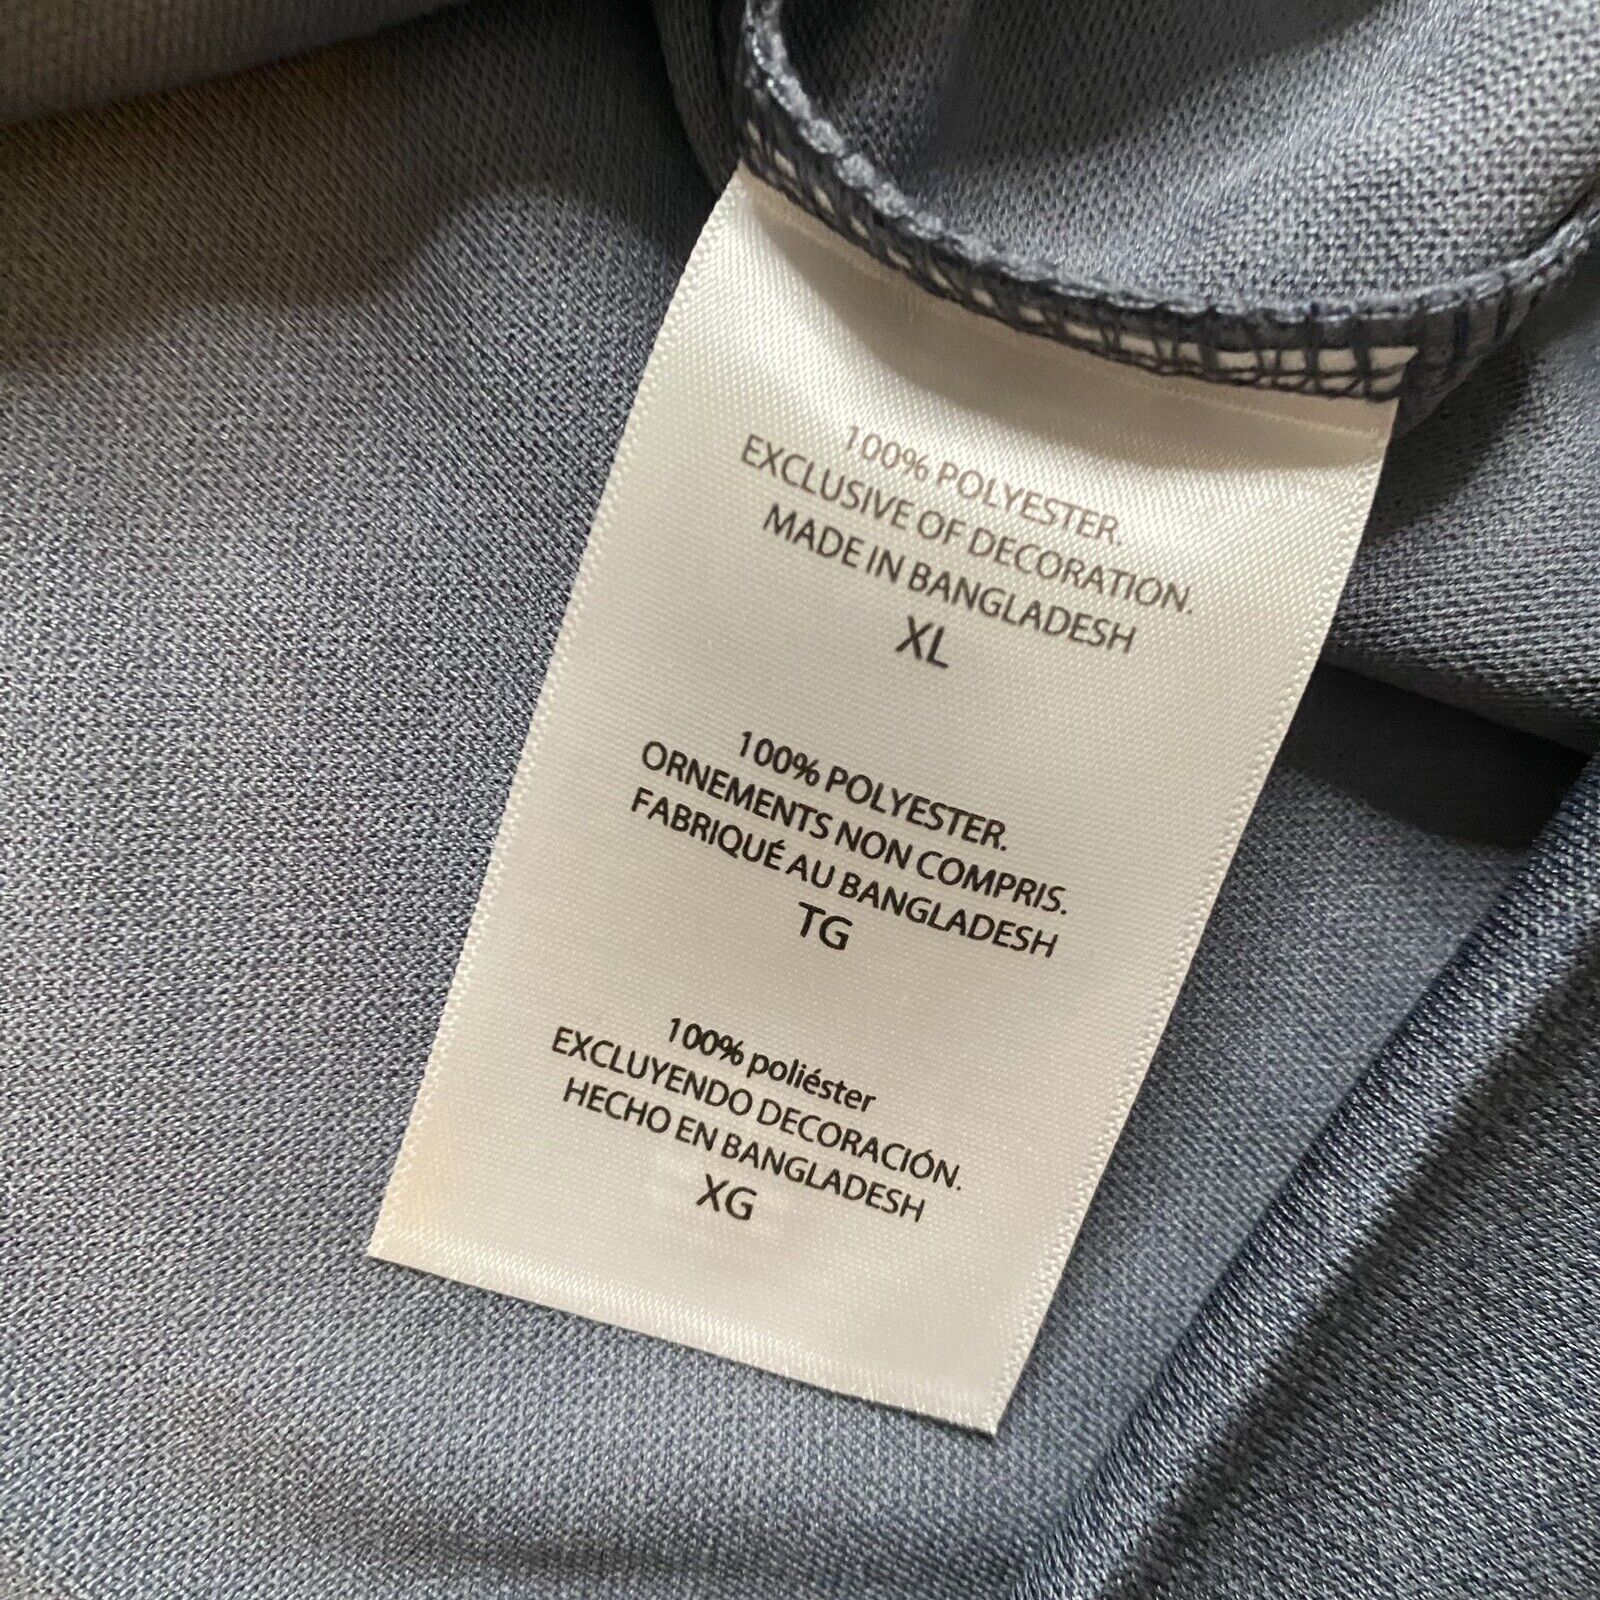 100% POLYESTER.
EXCLUSIVE OF DECORATION.
MADE IN BANGLADESH
XL
100% POLYESTER.
ORNEMENTS NON COMPRIS.
FABRIQUÉ AU BANGLADESH
TG
100% poliéster
EXCLUYENDO DECORACIÓN.
HECHO EN BANGLADESH
XG